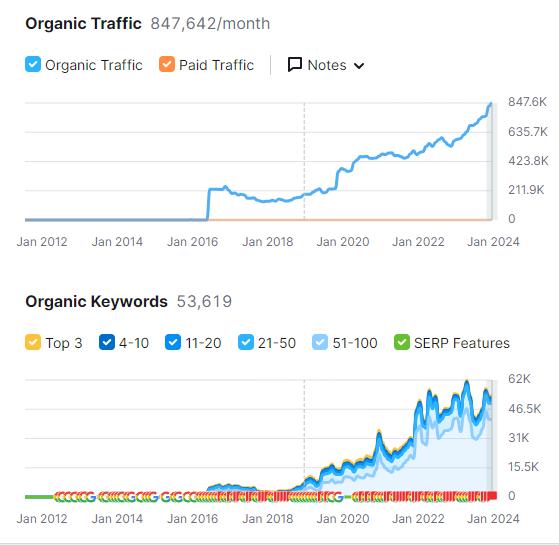 Organic Traffic 847,642/month
Organic Traffic Paid Traffic Notes
847.6K
635.7K
423.8K
211.9K
0
Jan 2012 Jan 2014 Jan 2016 Jan 2018 Jan 2020 Jan 2022 Jan 2024
Organic Keywords 53,619
Top 3 4-10 11-20 21-50 51-100 SERP Features
62K
46.5K
31K
15.5K
0
Jan 2012 Jan 2014 Jan 2016 Jan 2018 Jan 2020 Jan 2022 Jan 2024